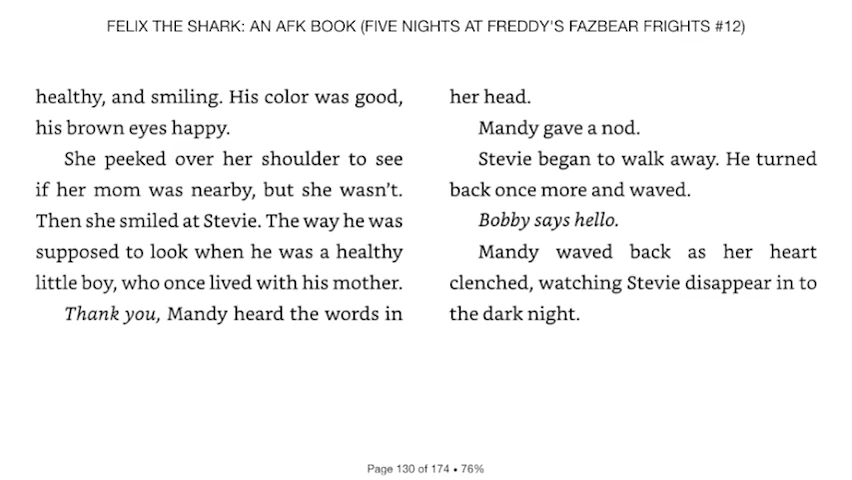 FELIX THE SHARK: AN AFK BOOK (FIVE NIGHTS AT FREDDY'S FAZBEAR FRIGHTS #12)
healthy, and smiling. His color was good,
his brown eyes happy.
She peeked over her shoulder to see
if her mom was nearby, but she wasn't.
Then she smiled at Stevie. The way he was
supposed to look when he was a healthy
little boy, who once lived with his mother.
Thank you, Mandy heard the words in
her head.
Mandy gave a nod.
Stevie began to walk away. He turned
back once more and waved.
Bobby says hello.
Mandy waved back as her heart
clenched, watching Stevie disappear in to
the dark night.
Page 130 of 174 • 76%